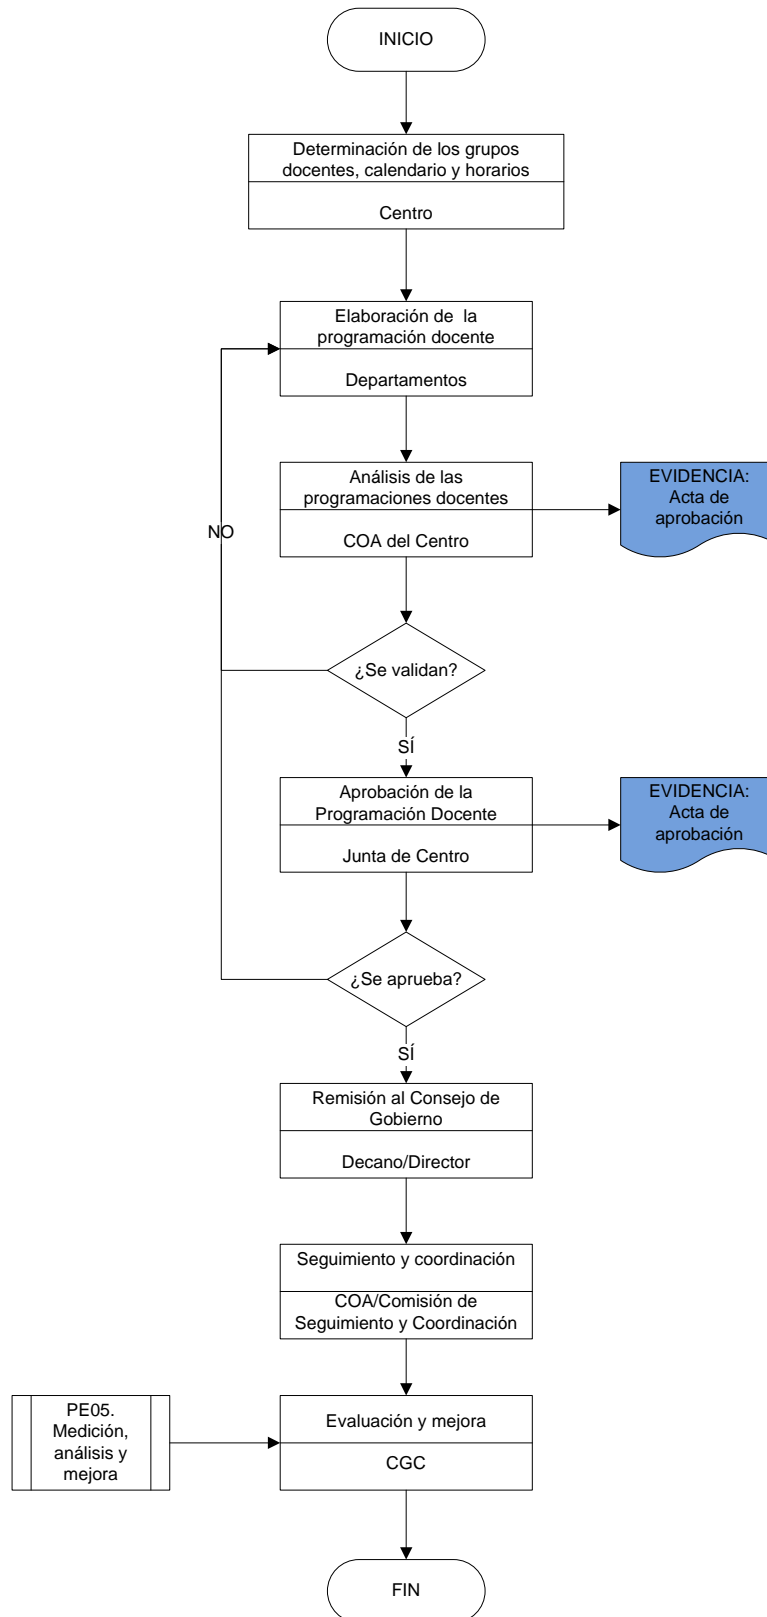 INICIO
Determinación de los grupos
docentes, calendario y horarios
Centro
Elaboración de  la
programación docente
Departamentos
Análisis de las
programaciones docentes
COA del Centro
EVIDENCIA:
Acta de
aprobación
NO
¿Se validan?
SÍ
Aprobación de la
Programación Docente
Junta de Centro
EVIDENCIA:
Acta de
aprobación
¿Se aprueba?
SÍ
Remisión al Consejo de
Gobierno
Decano/Director
Seguimiento y coordinación
COA/Comisión de
Seguimiento y Coordinación
PE05.
Medición,
análisis y
mejora
Evaluación y mejora
CGC
FIN